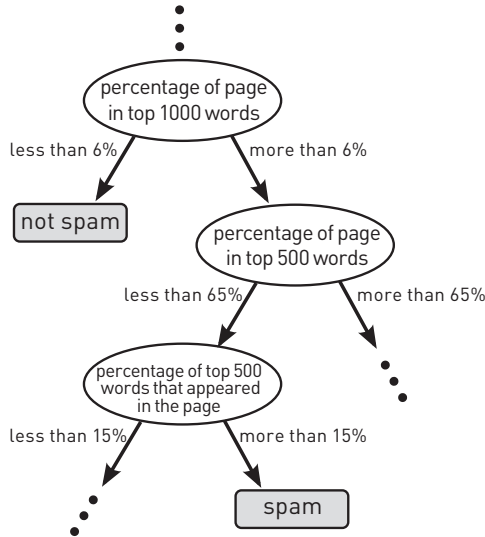 percentage of page
in top 1000 words
less than 6%
more than 6%
not spam
percentage of page
in top 500 words
less than 65%
more than 65%
percentage of top 500
words that appeared
in the page
less than 15%
more than 15%
spam